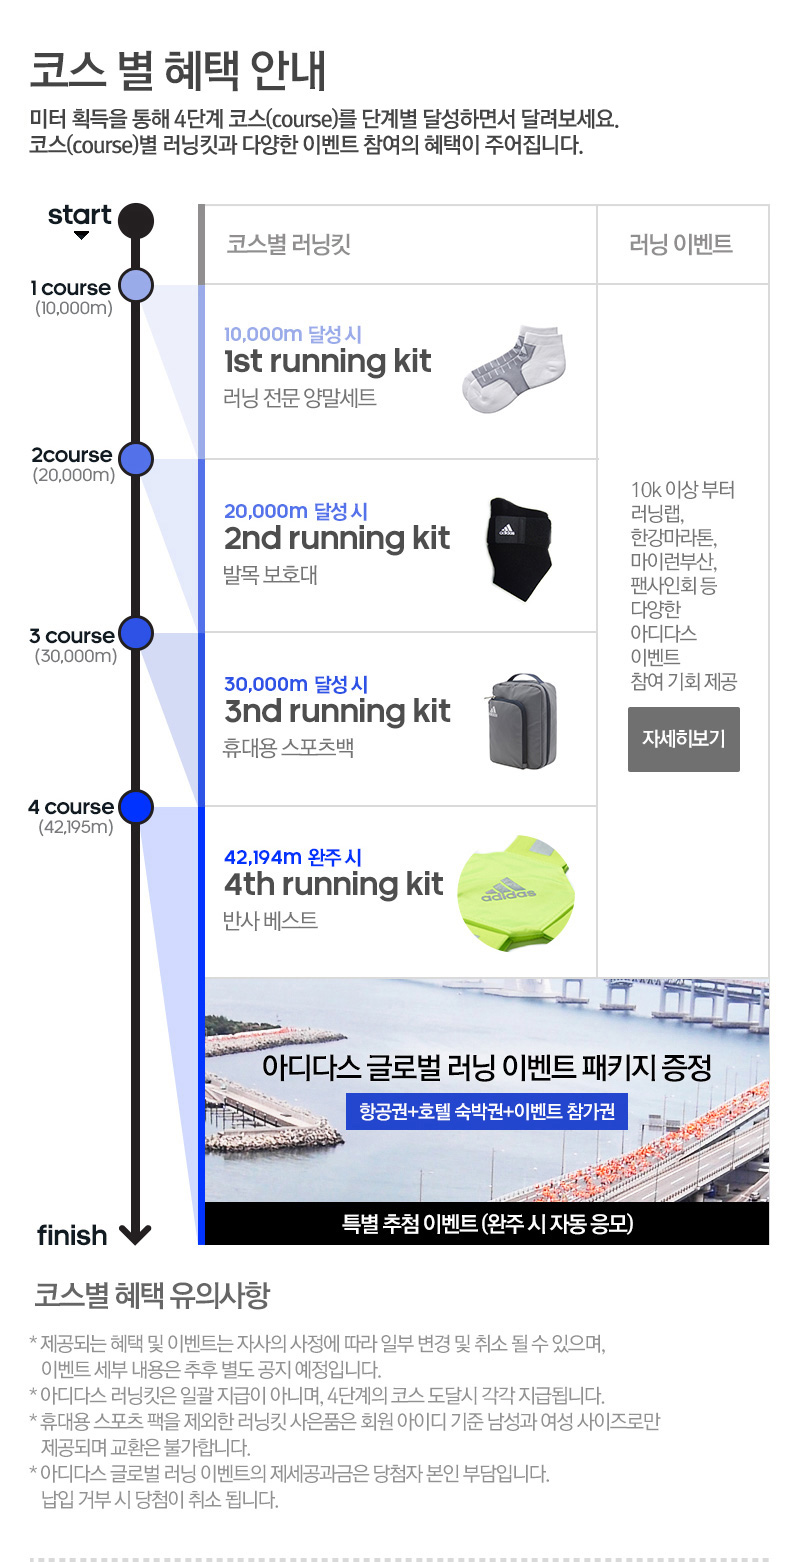 코스 별 혜택 안내
미터 획득을 통해 4단계 코스(course)를 단계별 달성하면서 달려보세요.
코스(course)별 러닝킷과 다양한 이벤트 참여의 혜택이 주어집니다.
start
코스별 러닝킷
러닝 이벤트
1 course
(10,000m)
10,000m 달성 시
1st running kit
러닝 전문 양말세트
2course
(20,000m)
20,000m 달성 시
2nd running kit
발목 보호대
adidas
3 course
(30,000m)
30,000m 달성 시
3nd running kit
휴대용 스포츠백
4 course
(42,195m)
42,194m 완주 시
4th running kit
반사 베스트
adidas
10k 이상 부터
러닝랩,
한강마라톤,
마이런부산,
팬사인회 등
다양한
아디다스
이벤트
참여 기회 제공
자세히보기
아디다스 글로벌 러닝 이벤트 패키지 증정
항공권+호텔 숙박권+이벤트 참가권
특별 추첨 이벤트 (완주 시 자동 응모)
finish
코스별 혜택 유의사항
* 제공되는 혜택 및 이벤트는 자사의 사정에 따라 일부 변경 및 취소 될 수 있으며,
이벤트 세부 내용은 추후 별도 공지 예정입니다.
* 아디다스 러닝킷은 일괄 지급이 아니며, 4단계의 코스 도달시 각각 지급됩니다.
* 휴대용 스포츠 팩을 제외한 러닝킷 사은품은 회원 아이디 기준 남성과 여성 사이즈로만
제공되며 교환은 불가합니다.
* 아디다스 글로벌 러닝 이벤트의 제세공과금은 당첨자 본인 부담입니다.
납입 거부 시 당첨이 취소 됩니다.